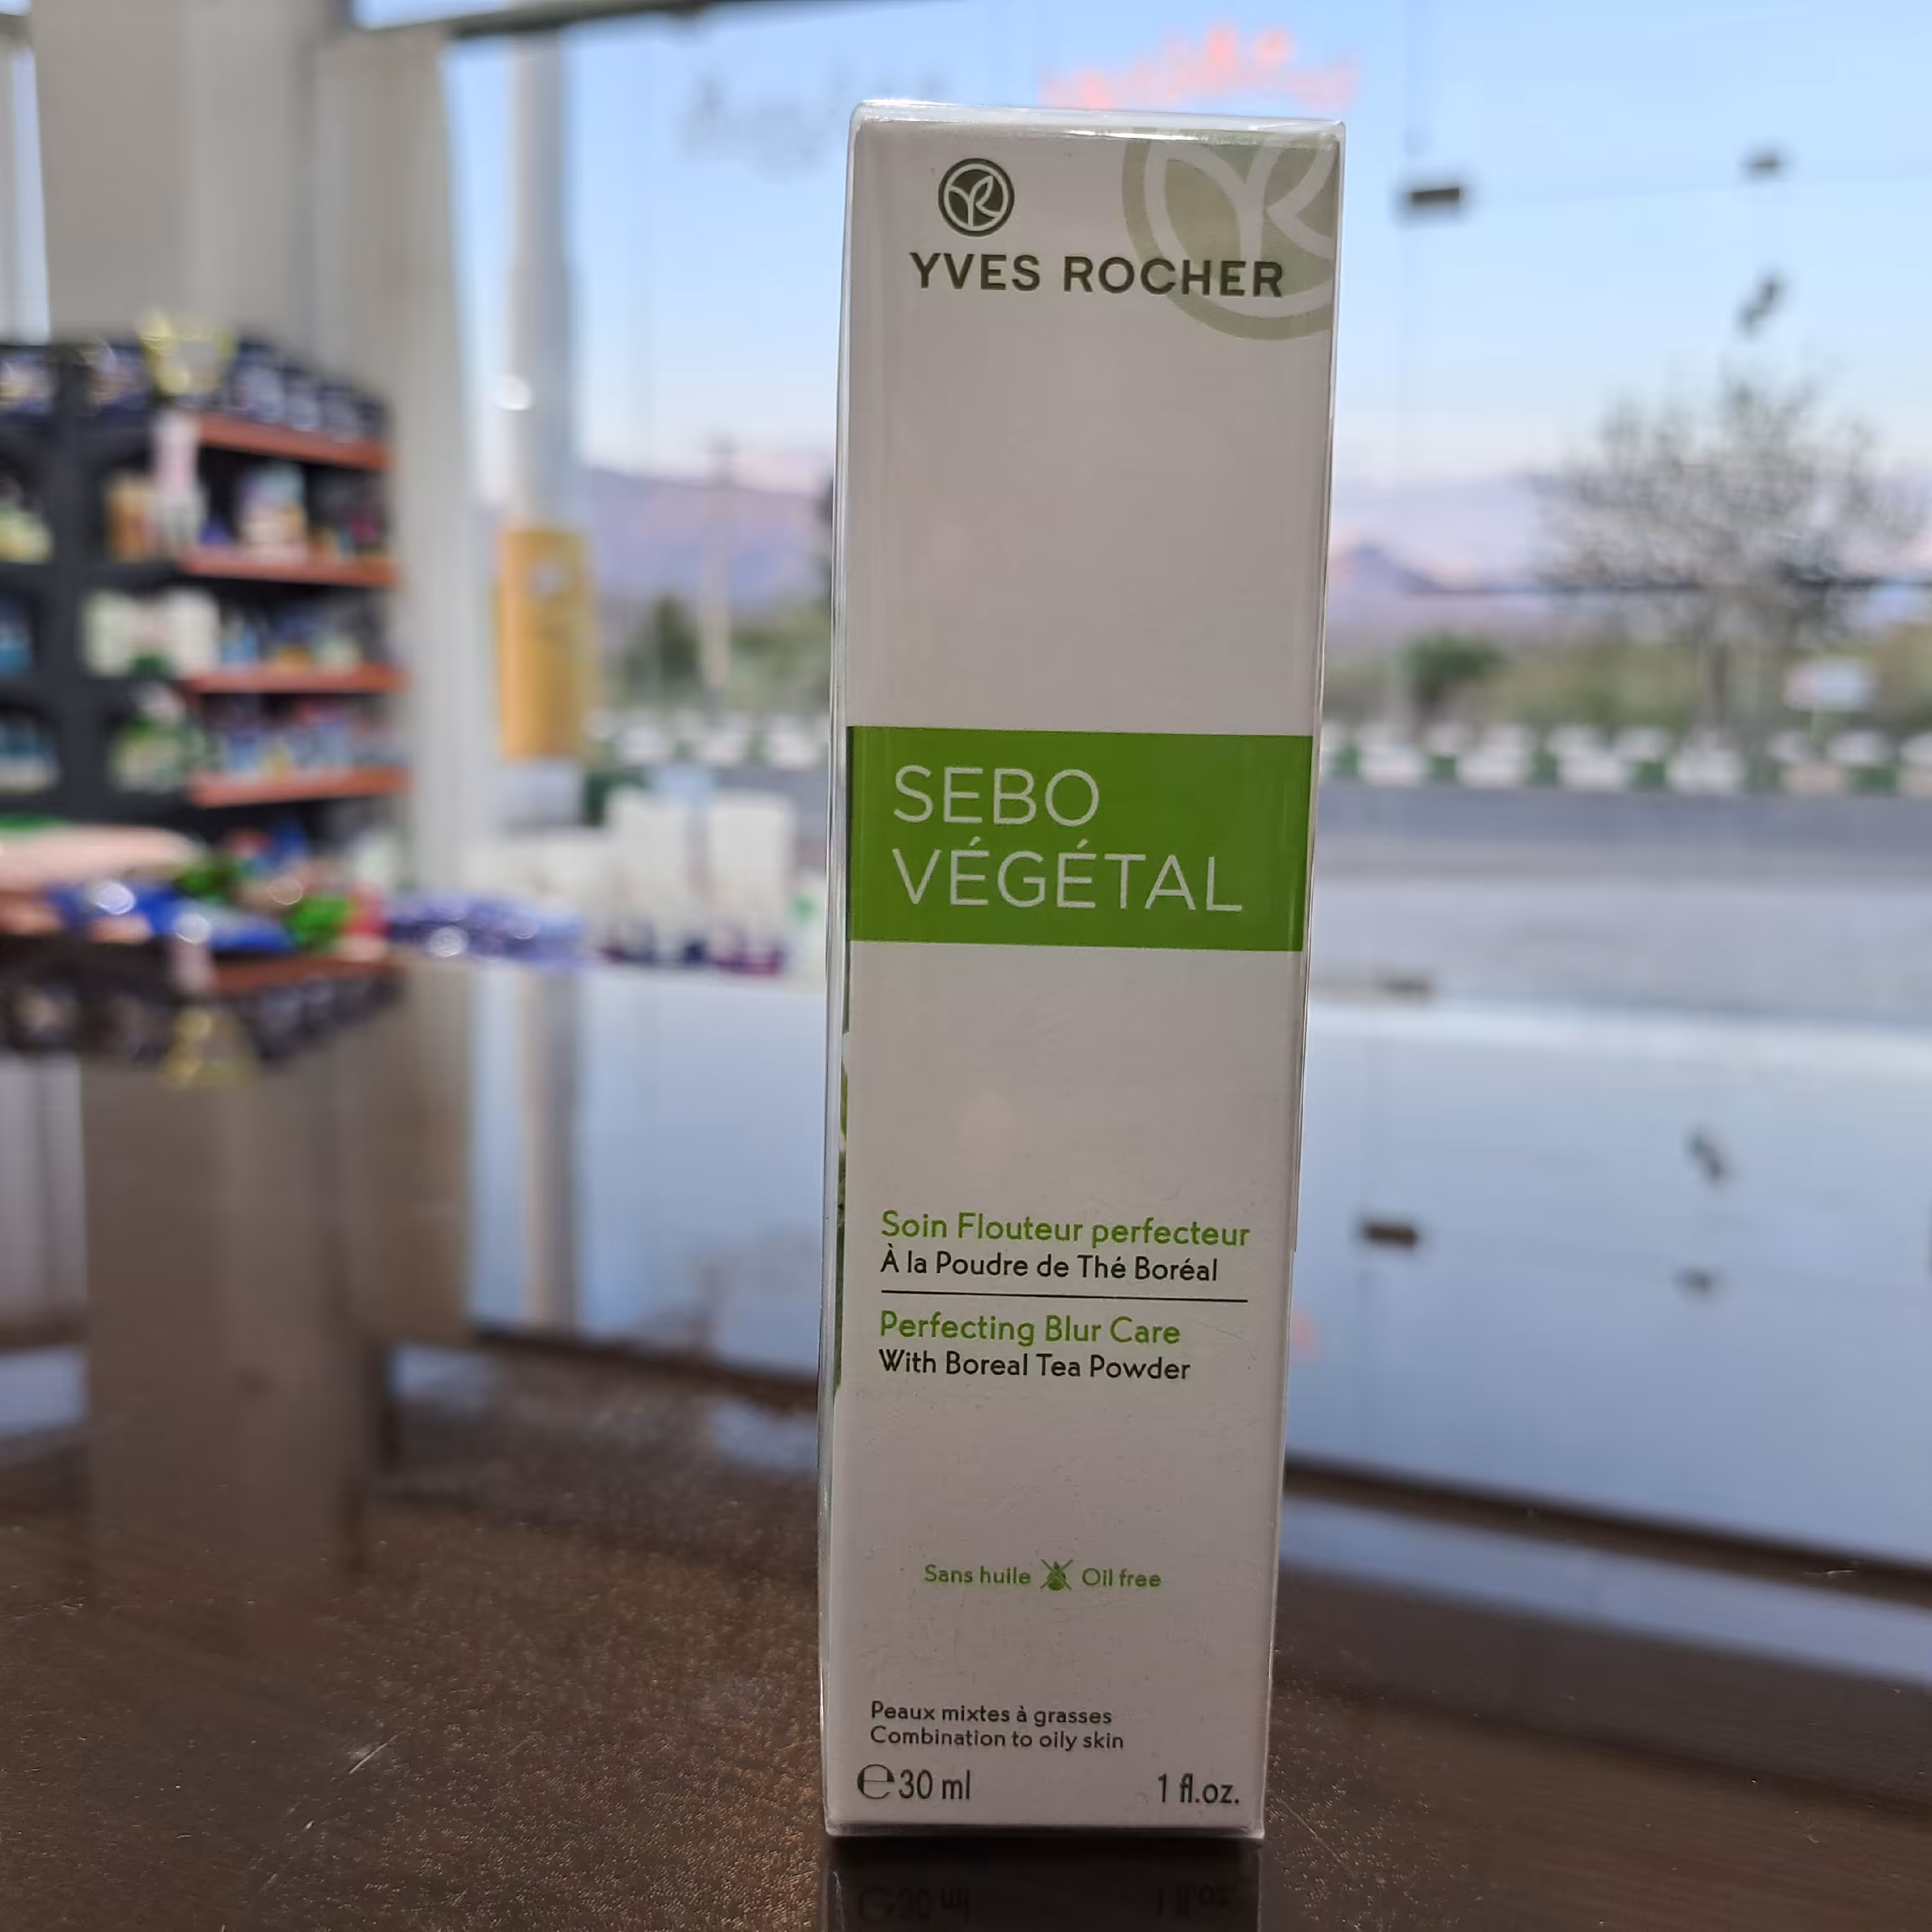 YVES ROCHER
SEBO
VÉGÉTAL
Soin Flouteur perfecteur
À la Poudre de Thé Boréal
Perfecting Blur Care
With Boreal Tea Powder
Sans huile Oil free
Peaux mixtes à grasses
Combination to oily skin
℮30 ml 1 fl.oz.